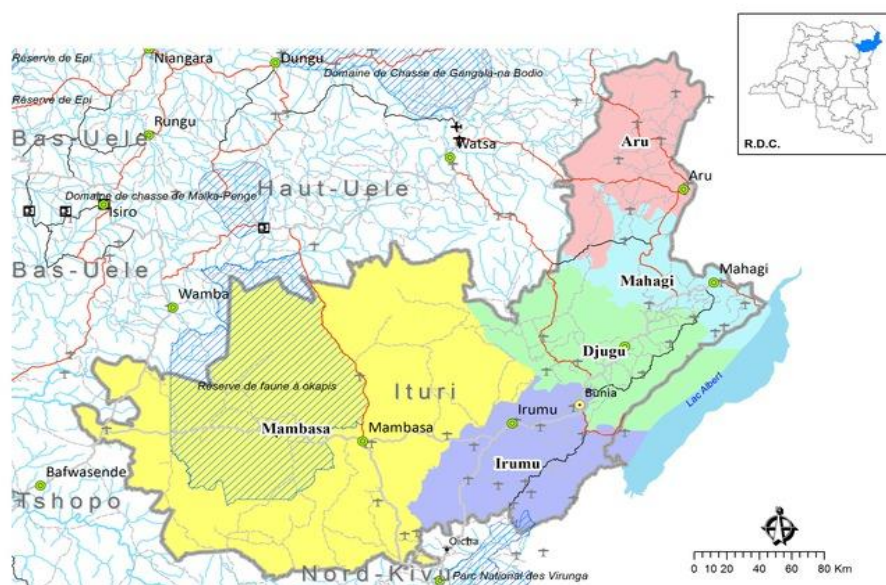 Réserve de Epi
Niangara
Dungu
Domaine de Chasse de Gangala-na Bodio
R.D.C.
Réserve de Epi
Rungu
Bas-Uele
Watsa
Aru
Haut-Uele
Aru
Domaine de chasse de Maika-Penge
Isiro
Bas-Uele
Mahagi
Mahagi
Wamba
Djugu
Réserve de faune à okapis
Ituri
Lac Albert
Bunia
Irumu
Mambasa
Mambasa
Irumu
Bafwasende
Tshopo
Oicha
Nord-Kivu
Parc National des Virunga
0 10 20 40 60 80 Km